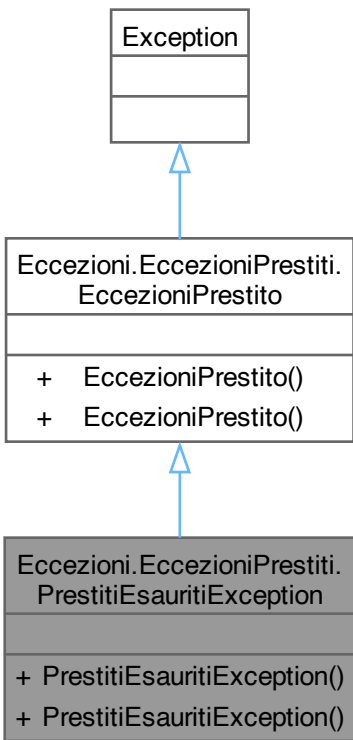 Exception
Eccezioni.EccezioniPrestiti.
EccezioniPrestito
+ EccezioniPrestito()
+ EccezioniPrestito()
Eccezioni.EccezioniPrestiti.
PrestitiEsauritiException
+ PrestitiEsauritiException()
+ PrestitiEsauritiException()